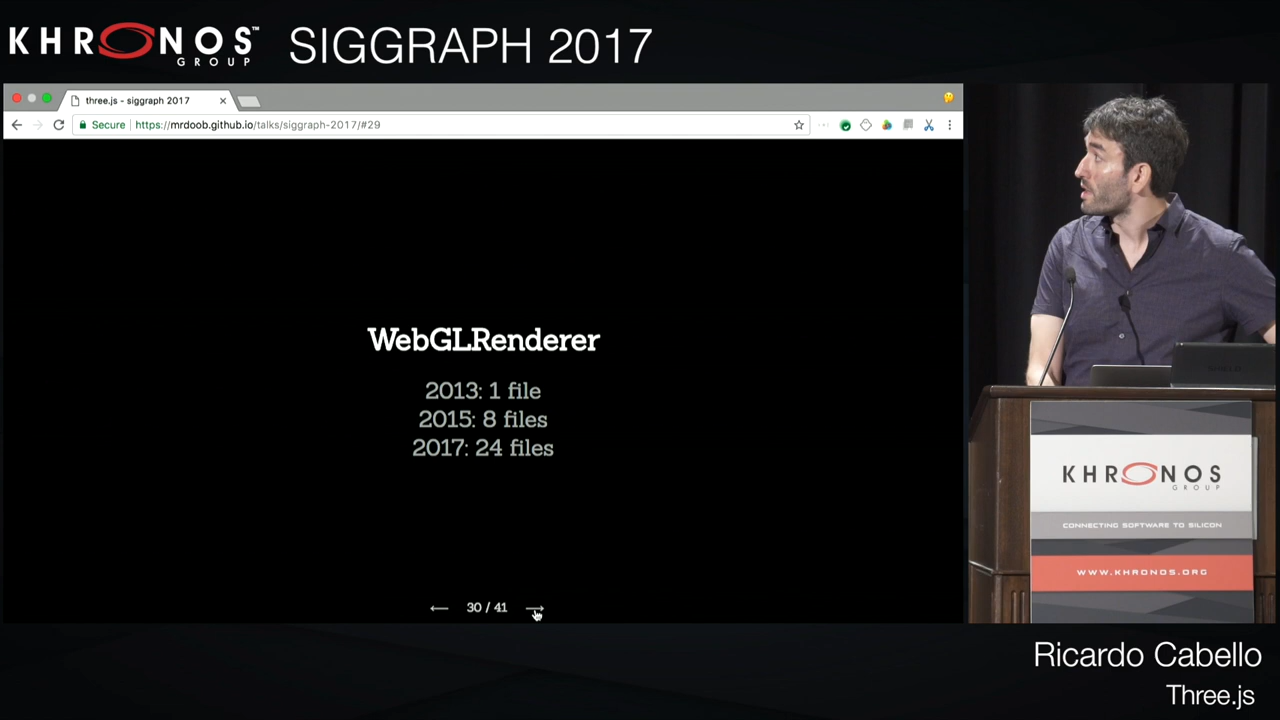 KHRONOS™ GROUP
SIGGRAPH 2017
three.js - siggraph 2017
Secure https://mrdoob.github.io/talks/siggraph-2017/#29
WebGLRenderer
2013: 1 file
2015: 8 files
2017: 24 files
30 / 41
KHRONOS
GROUP
CONNECTING SOFTWARE TO SILICON
WWW.KHRONOS.ORG
Ricardo Cabello
Three.js